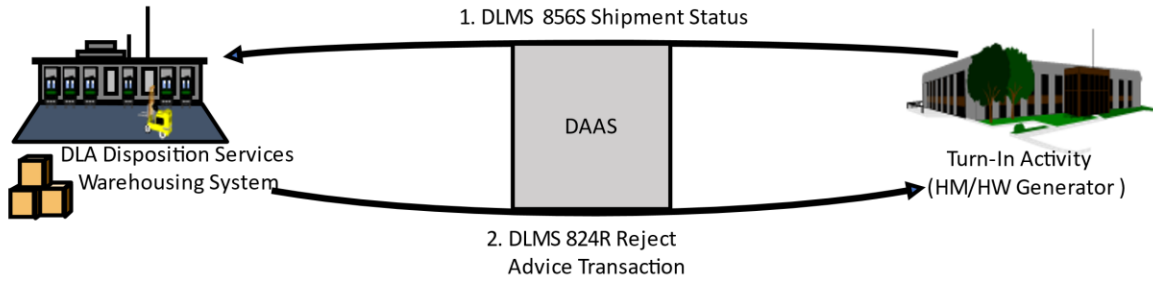 1. DLMS 856S Shipment Status
DAAS
DLA Disposition Services
Warehousing System
Turn-In Activity
(HM/HW Generator )
2. DLMS 824R Reject
Advice Transaction